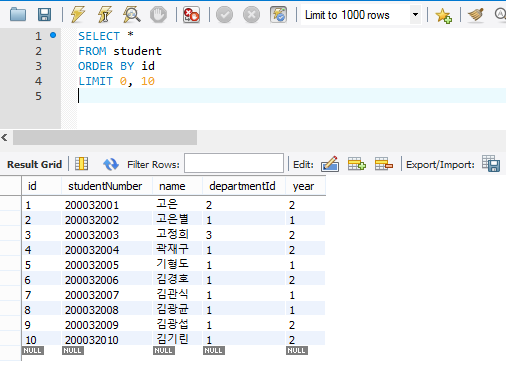 Limit to 1000 rows
1 SELECT *
2 FROM student
3 ORDER BY id
4 LIMIT 0, 10
5
Result Grid Filter Rows: Edit: Export/Import:
id studentNumber name departmentId year
1 200032001 고은 2 2
2 200032002 고은별 1 1
3 200032003 고정희 3 2
4 200032004 곽재구 1 2
5 200032005 기형도 1 1
6 200032006 김경호 1 2
7 200032007 김관식 1 1
8 200032008 김광균 1 1
9 200032009 김광섭 1 2
10 200032010 김기린 1 2
NULL NULL NULL NULL NULL